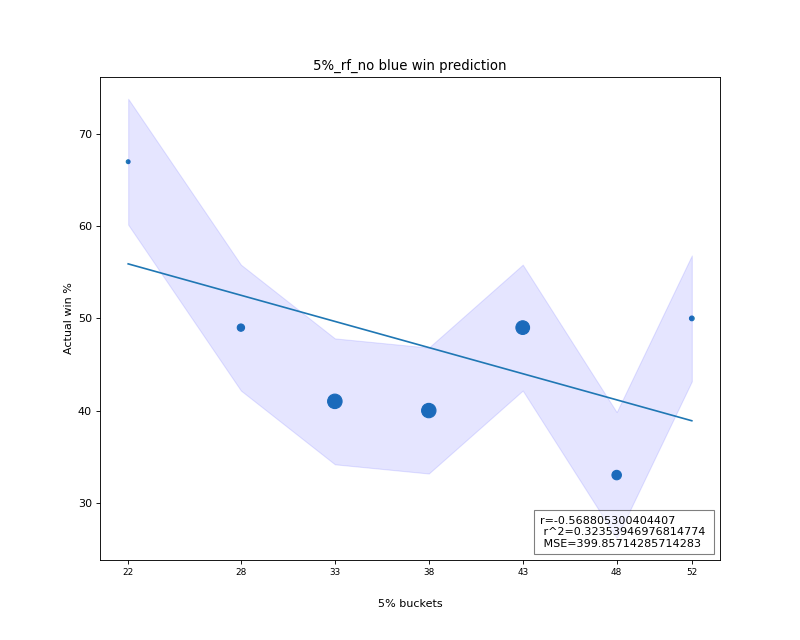 5%_rf_no blue win prediction
Actual win %
70
60
50
40
30
r=-0.568805300404407
r^2=0.32353946976814774
MSE=399.85714285714283
22 28 33 38 43 48 52
5% buckets